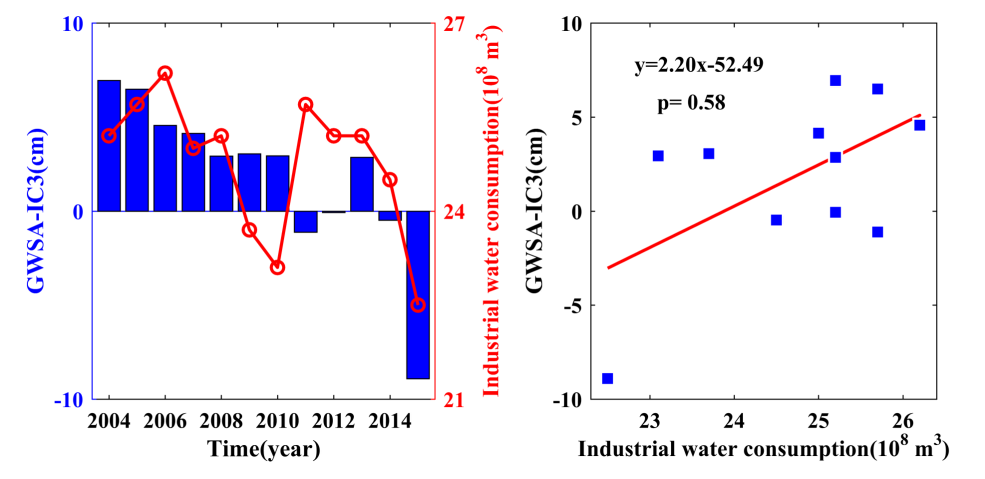 10
5
0
-5
-10
GWSA-IC3(cm)
27
24
21
Industrial water consumption(10⁸ m³)
2004 2006 2008 2010 2012 2014
Time(year)
10
5
0
-5
-10
GWSA-IC3(cm)
y=2.20x-52.49
p= 0.58
23 24 25 26
Industrial water consumption(10⁸ m³)